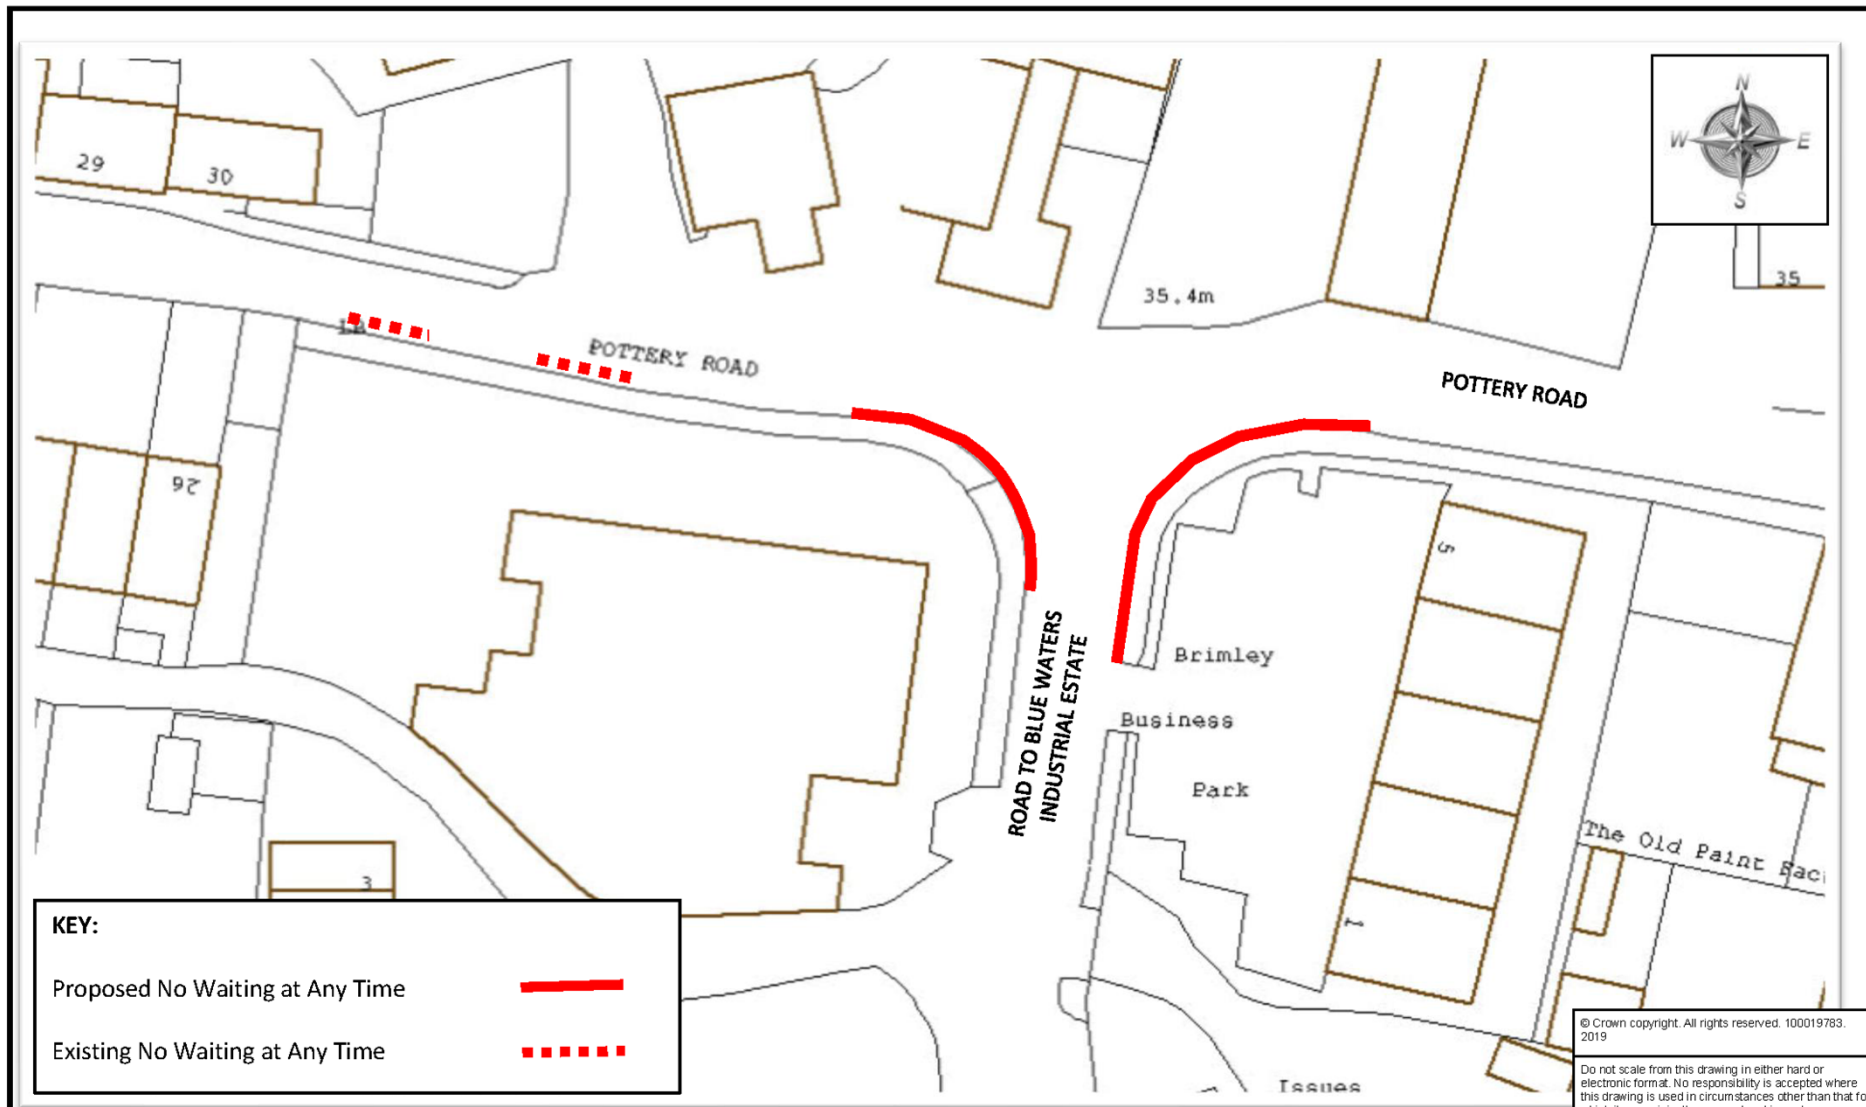 N
W
E
S
29
30
35
35.4m
LB
POTTERY ROAD
POTTERY ROAD
26
5
ROAD TO BLUE WATERS
INDUSTRIAL ESTATE
Brimley
Business
Park
The Old Paint Fac
3
1
KEY:
Proposed No Waiting at Any Time
Existing No Waiting at Any Time
Issues
© Crown copyright. All rights reserved. 100019783.
2019
Do not scale from this drawing in either hard or
electronic format. No responsibility is accepted where
this drawing is used in circumstances other than that fo